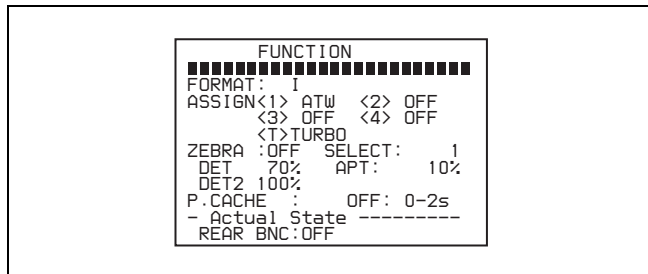 FUNCTION
FORMAT: I
ASSIGN<1> ATW <2> OFF
<3> OFF <4> OFF
<T>TURBO
ZEBRA :OFF SELECT: 1
DET 70% APT: 10%
DET2 100%
P.CACHE : OFF: 0-2s
- Actual State ---------
REAR BNC:OFF